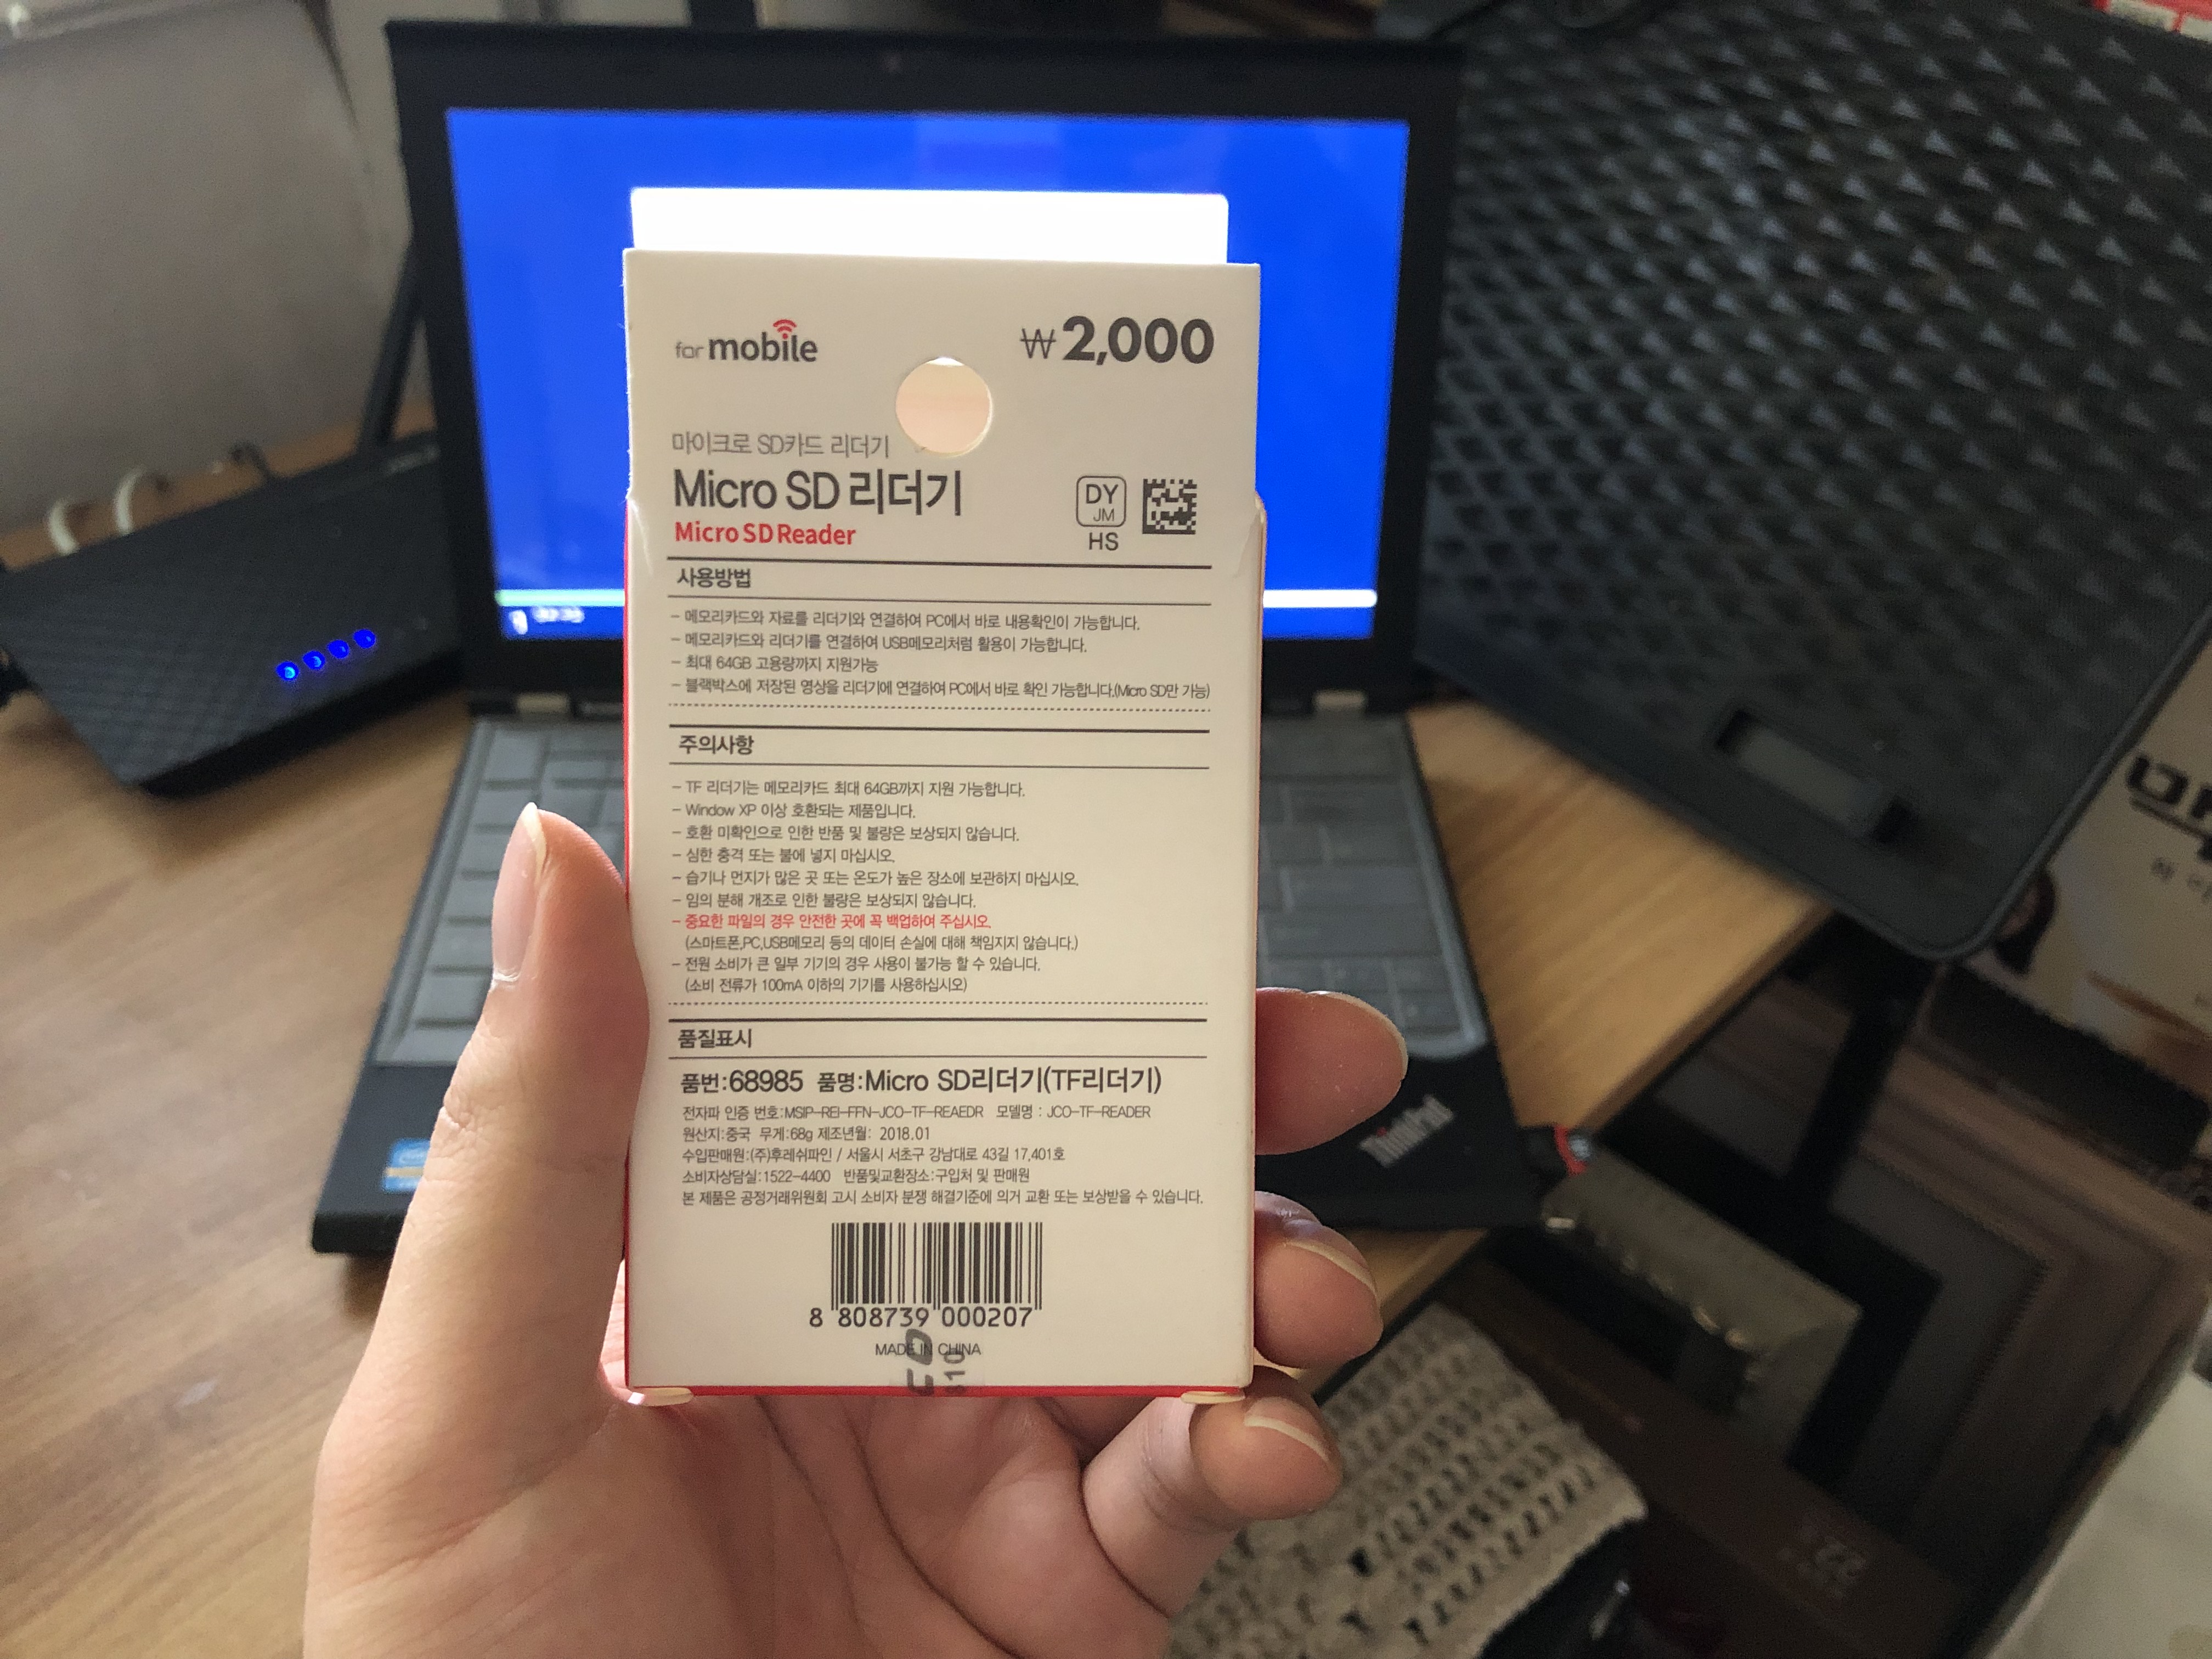 for mobile
₩2,000
마이크로 SD카드 리더기
Micro SD 리더기
Micro SD Reader
DY
JM
HS
사용방법
- 메모리카드와 자료를 리더기와 연결하여 PC에서 바로 내용확인이 가능합니다.
- 메모리카드와 리더기를 연결하여 USB메모리처럼 활용이 가능합니다.
- 최대 64GB 고용량까지 지원가능
- 블랙박스에 저장된 영상을 리더기에 연결하여 PC에서 바로 확인 가능합니다.(Micro SD만 가능)
주의사항
- TF 리더기는 메모리카드 최대 64GB까지 지원 가능합니다.
- Window XP 이상 호환되는 제품입니다.
- 호환 미확인으로 인한 반품 및 불량은 보상되지 않습니다.
- 심한 충격 또는 불에 넣지 마십시오.
- 습기나 먼지가 많은 곳 또는 온도가 높은 장소에 보관하지 마십시오.
- 임의 분해 개조로 인한 불량은 보상되지 않습니다.
- 중요한 파일의 경우 안전한 곳에 꼭 백업하여 주십시오.
(스마트폰,PC,USB메모리 등의 데이터 손실에 대해 책임지지 않습니다.)
- 전원 소비가 큰 일부 기기의 경우 사용이 불가능 할 수 있습니다.
(소비 전류가 100mA 이하의 기기를 사용하십시오)
품질표시
품번:68985 품명:Micro SD리더기(TF리더기)
전자파 인증 번호:MSIP-REI-FFN-JCO-TF-REAEDR 모델명 : JCO-TF-READER
원산지:중국 무게:68g 제조년월: 2018.01
수입판매원:(주)후레쉬파인 / 서울시 서초구 강남대로 43길 17,401호
소비자상담실:1522-4400 반품및교환장소:구입처 및 판매원
본 제품은 공정거래위원회 고시 소비자 분쟁 해결기준에 의거 교환 또는 보상받을 수 있습니다.
8 808739 000207
MADE IN CHINA
ThinkPad